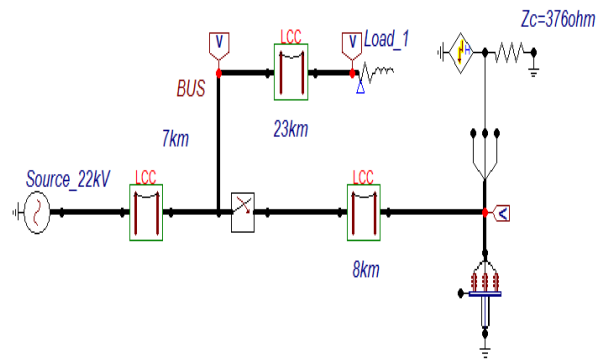 Zc=376ohm
V
LCC
V
Load_1
H
BUS
7km
23km
Source_22kV
LCC
LCC
V
8km